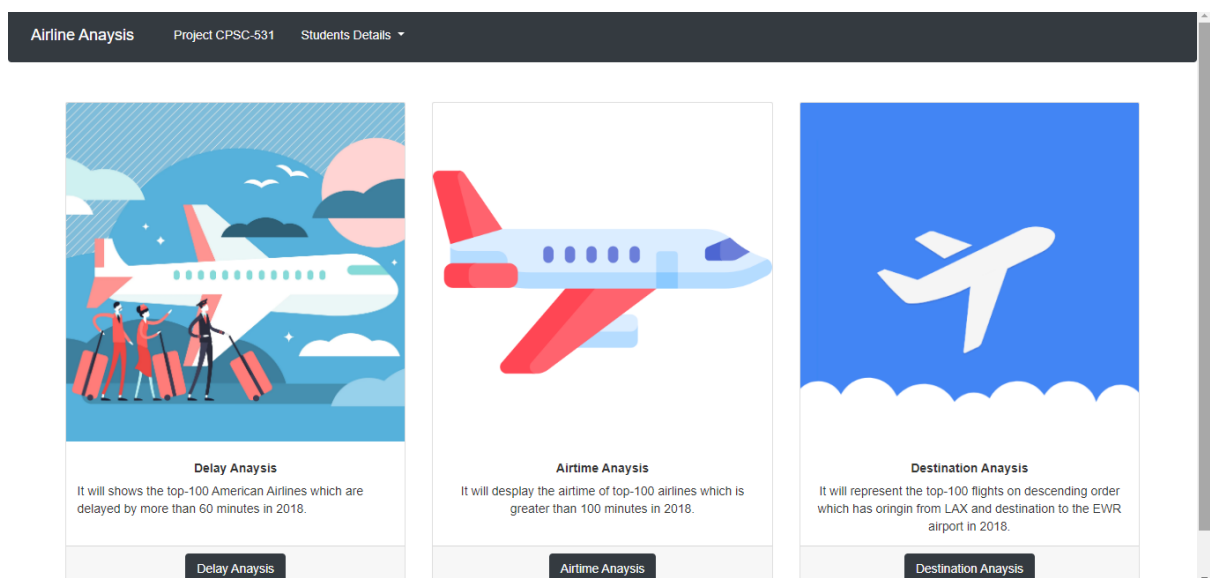 Airline Anaysis Project CPSC-531 Students Details
Delay Anaysis
It will shows the top-100 American Airlines which are
delayed by more than 60 minutes in 2018.
Delay Anaysis
Airtime Anaysis
It will desplay the airtime of top-100 airlines which is
greater than 100 minutes in 2018.
Airtime Anaysis
Destination Anaysis
It will represent the top-100 flights on descending order
which has oringin from LAX and destination to the EWR
airport in 2018.
Destination Anaysis